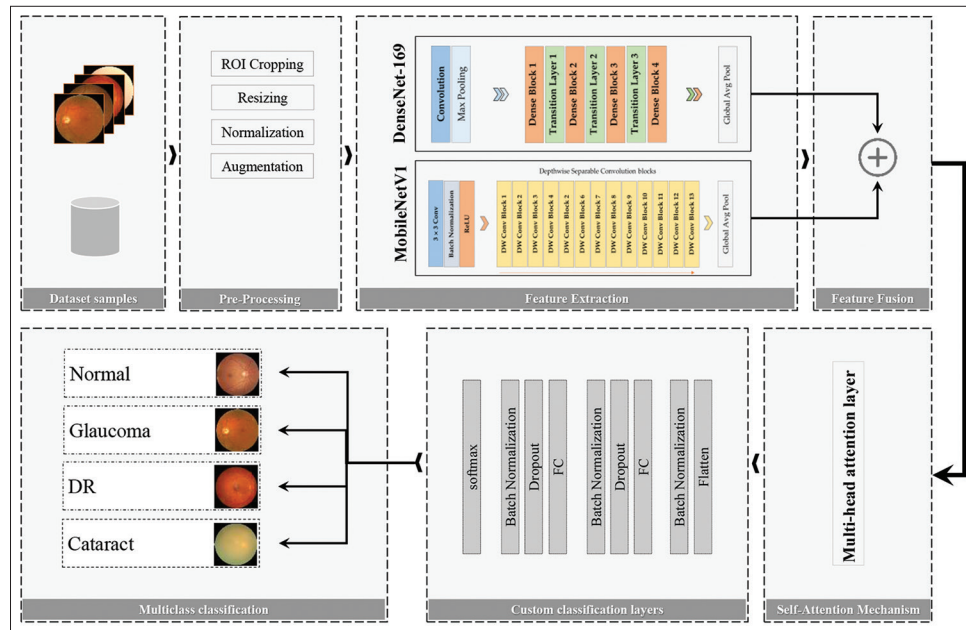 ROI Cropping
Resizing
Normalization
Augmentation
DenseNet-169
Convolution
Max Pooling
Dense Block 1
Transition Layer 1
Dense Block 2
Transition Layer 2
Dense Block 3
Transition Layer 3
Dense Block 4
Global Avg Pool
MobileNetV1
3 × 3 Conv
Batch Normalization
ReLU
Depthwise Separable Convolution blocks
DW Conv Block 1
DW Conv Block 2
DW Conv Block 3
DW Conv Block 4
DW Conv Block 2
DW Conv Block 6
DW Conv Block 7
DW Conv Block 8
DW Conv Block 9
DW Conv Block 10
DW Conv Block 11
DW Conv Block 12
DW Conv Block 13
Global Avg Pool
Dataset samples
Pre-Processing
Feature Extraction
Feature Fusion
Normal
Glaucoma
DR
Cataract
softmax
Batch Normalization
Dropout
FC
Batch Normalization
Dropout
FC
Batch Normalization
Flatten
Multi-head attention layer
Multiclass classification
Custom classification layers
Self-Attention Mechanism